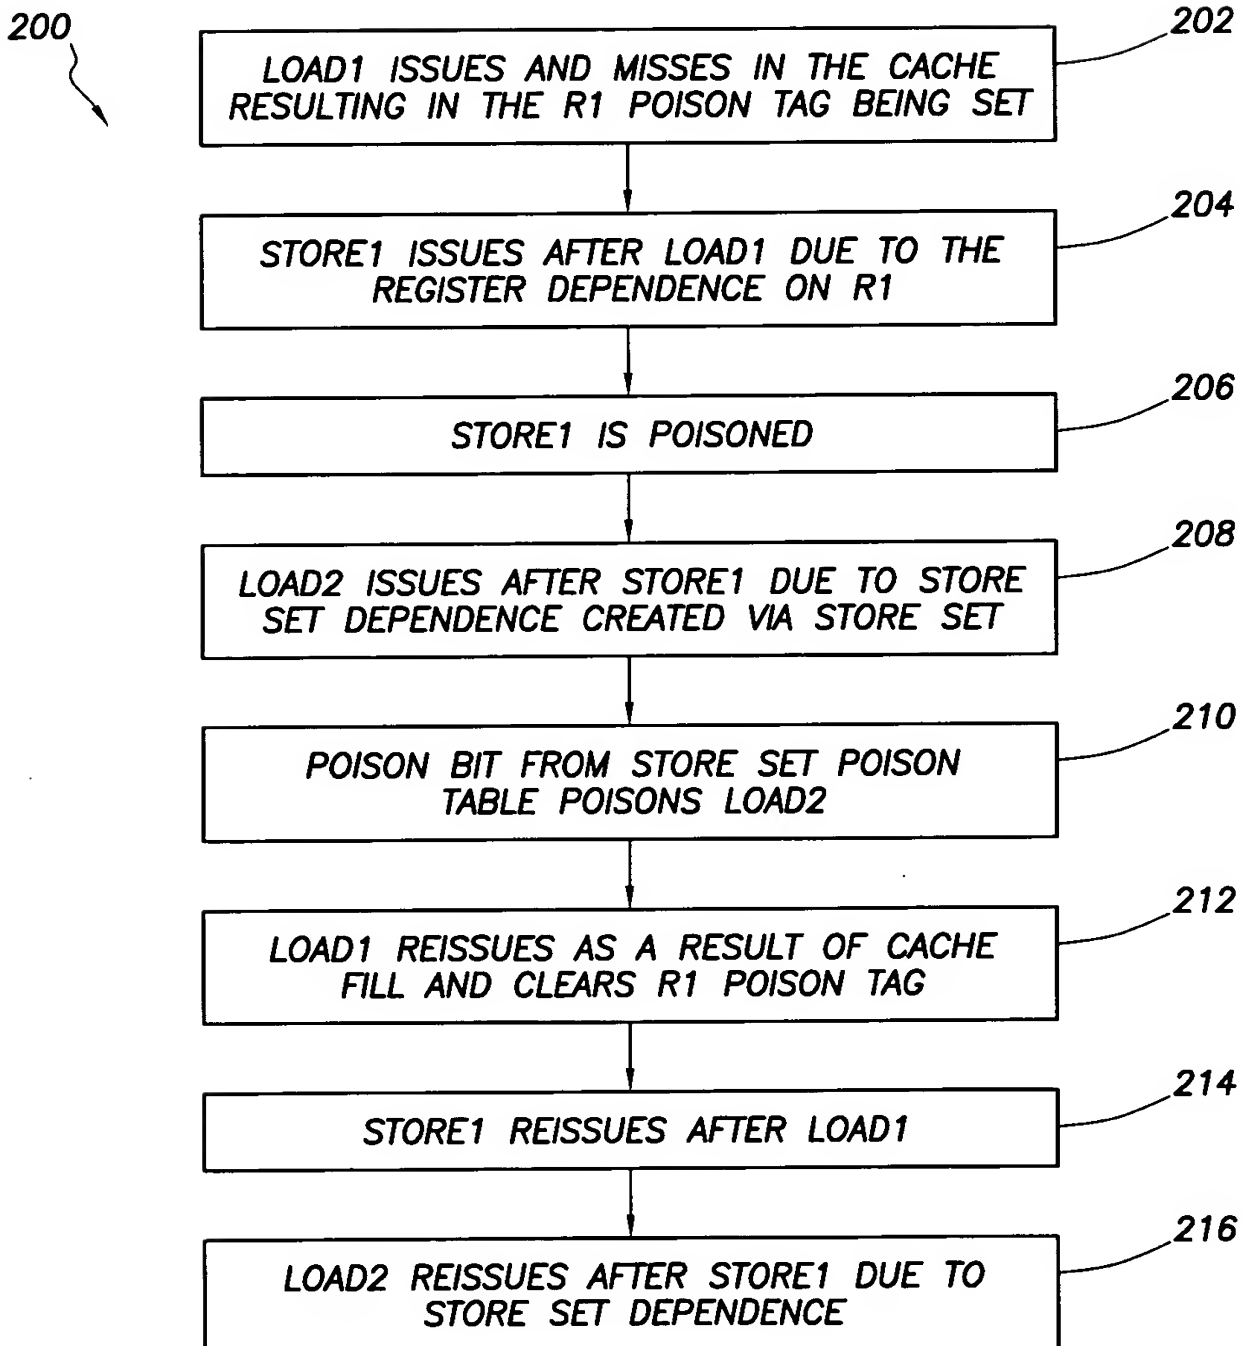 200
202
LOAD1 ISSUES AND MISSES IN THE CACHE
RESULTING IN THE R1 POISON TAG BEING SET
204
STORE1 ISSUES AFTER LOAD1 DUE TO THE
REGISTER DEPENDENCE ON R1
206
STORE1 IS POISONED
208
LOAD2 ISSUES AFTER STORE1 DUE TO STORE
SET DEPENDENCE CREATED VIA STORE SET
210
POISON BIT FROM STORE SET POISON
TABLE POISONS LOAD2
212
LOAD1 REISSUES AS A RESULT OF CACHE
FILL AND CLEARS R1 POISON TAG
214
STORE1 REISSUES AFTER LOAD1
216
LOAD2 REISSUES AFTER STORE1 DUE TO
STORE SET DEPENDENCE